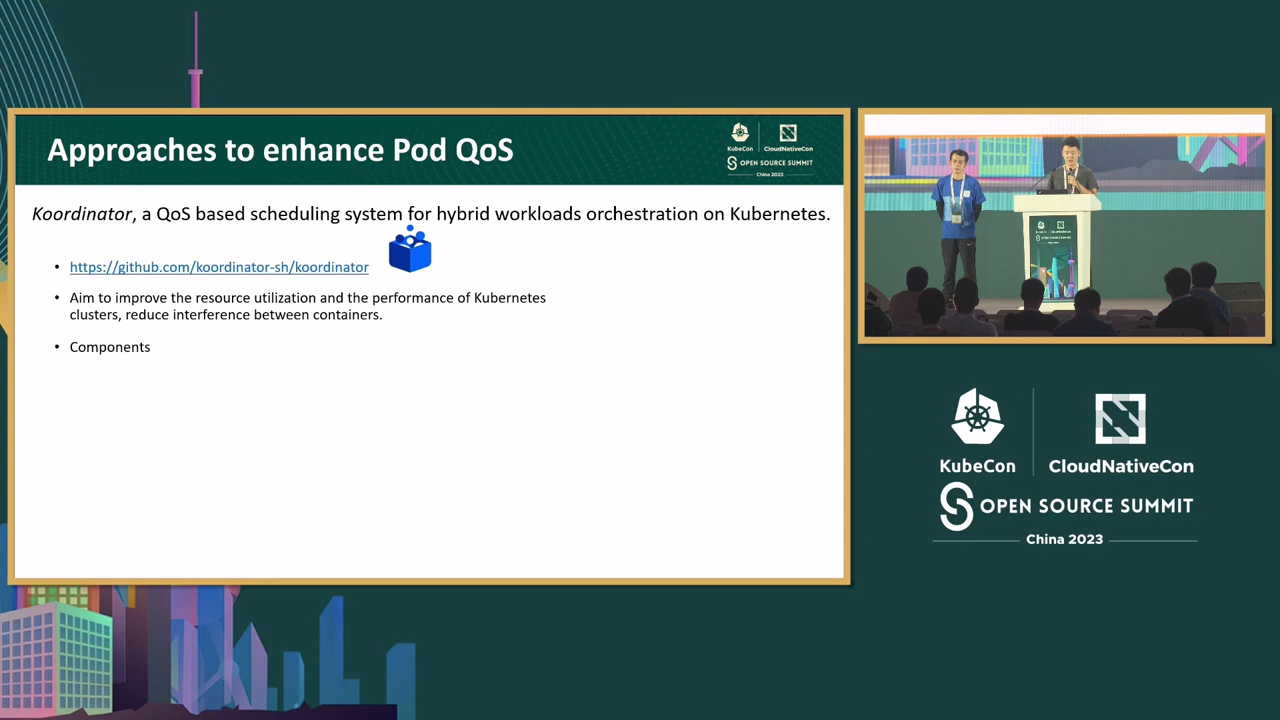 Approaches to enhance Pod QoS
KubeCon
CloudNativeCon
OPEN SOURCE SUMMIT
China 2023
Koordinator, a QoS based scheduling system for hybrid workloads orchestration on Kubernetes.
• https://github.com/koordinator-sh/koordinator
• Aim to improve the resource utilization and the performance of Kubernetes
clusters, reduce interference between containers.
• Components
KubeCon
CloudNativeCon
OPEN SOURCE SUMMIT
China 2023